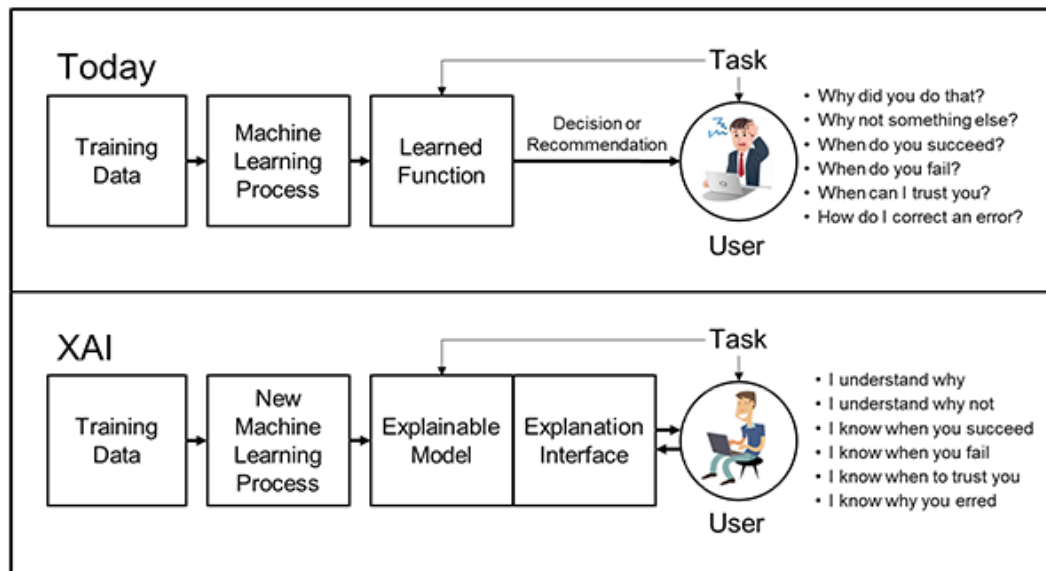 Today
Training
Data
Machine
Learning
Process
Learned
Function
Decision or
Recommendation
Task
User
• Why did you do that?
• Why not something else?
• When do you succeed?
• When do you fail?
• When can I trust you?
• How do I correct an error?
XAI
Training
Data
New
Machine
Learning
Process
Explainable
Model
Explanation
Interface
Task
User
• I understand why
• I understand why not
• I know when you succeed
• I know when you fail
• I know when to trust you
• I know why you erred